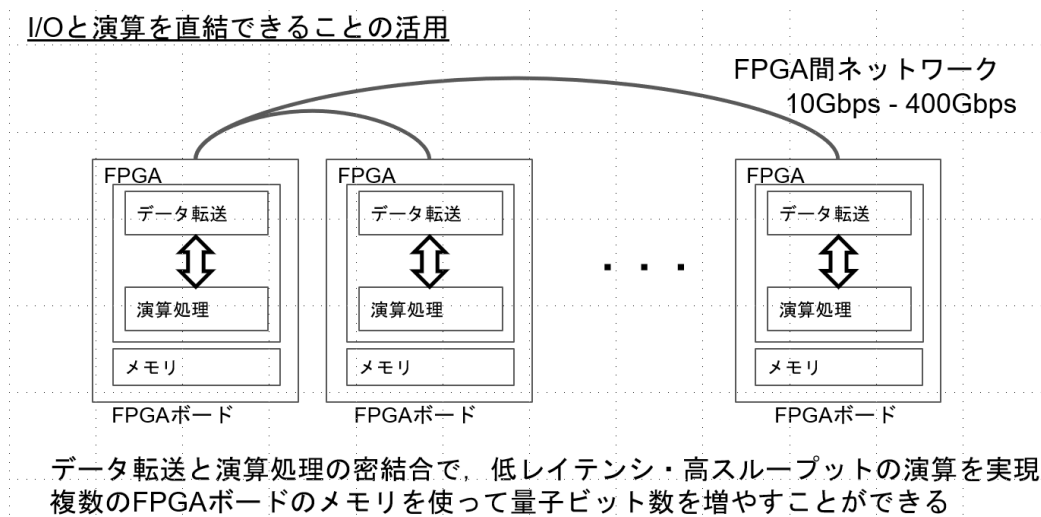 I/Oと演算を直結できることの活用
FPGA間ネットワーク
10Gbps - 400Gbps
FPGA
データ転送
演算処理
メモリ
FPGAボード
FPGA
データ転送
演算処理
メモリ
FPGAボード
・・・
FPGA
データ転送
演算処理
メモリ
FPGAボード
データ転送と演算処理の密結合で，低レイテンシ・高スループットの演算を実現
複数のFPGAボードのメモリを使って量子ビット数を増やすことができる